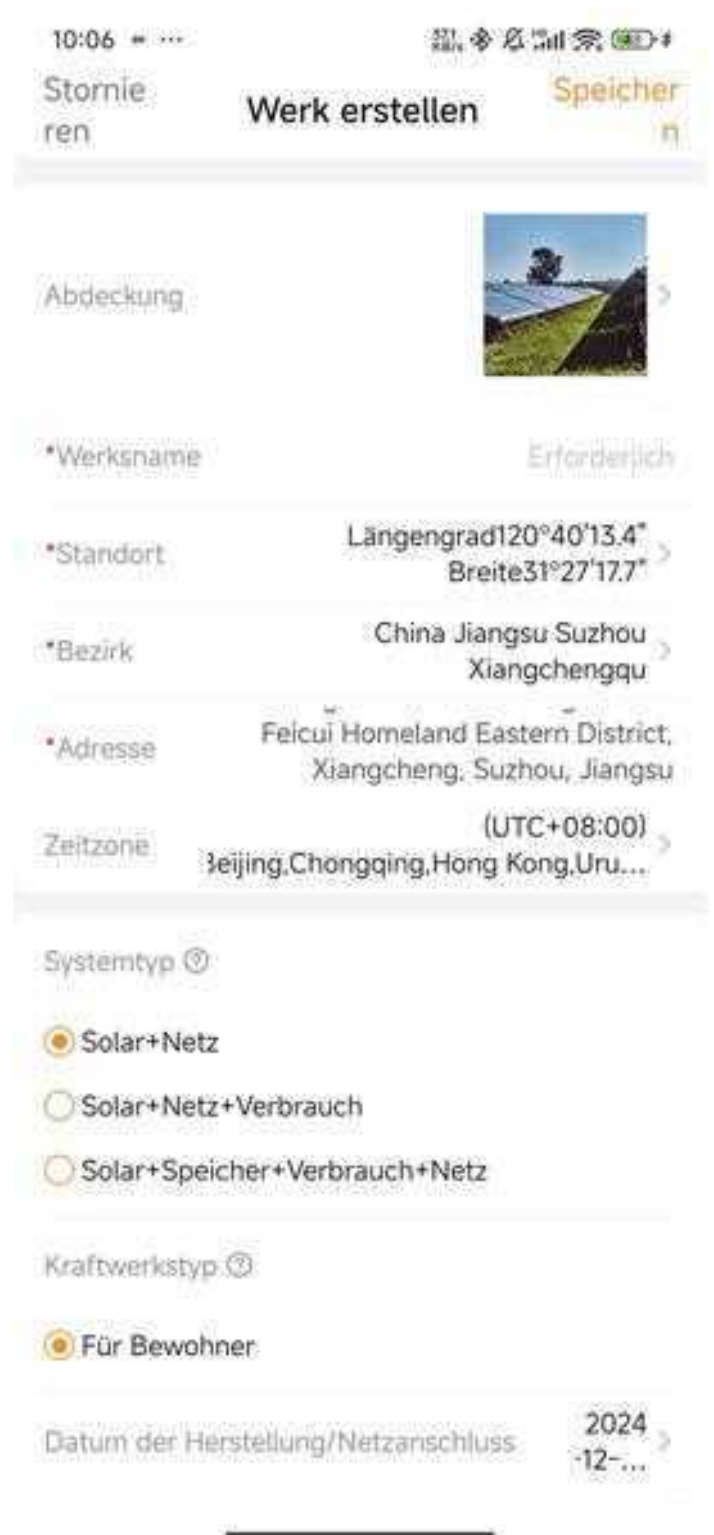 10:06
Stornie
ren
Werk erstellen
Speicher
n
Abdeckung
*Werksname
Erforderlich
*Standort
Längengrad120°40'13.4"
Breite31°27'17.7"
*Bezirk
China Jiangsu Suzhou
Xiangchengqu
*Adresse
Feicui Homeland Eastern District,
Xiangcheng, Suzhou, Jiangsu
Zeitzone
(UTC+08:00)
Beijing,Chongqing,Hong Kong,Uru...
Systemtyp
Solar+Netz
Solar+Netz+Verbrauch
Solar+Speicher+Verbrauch+Netz
Kraftwerkstyp
Für Bewohner
Datum der Herstellung/Netzanschluss
2024
-12-...